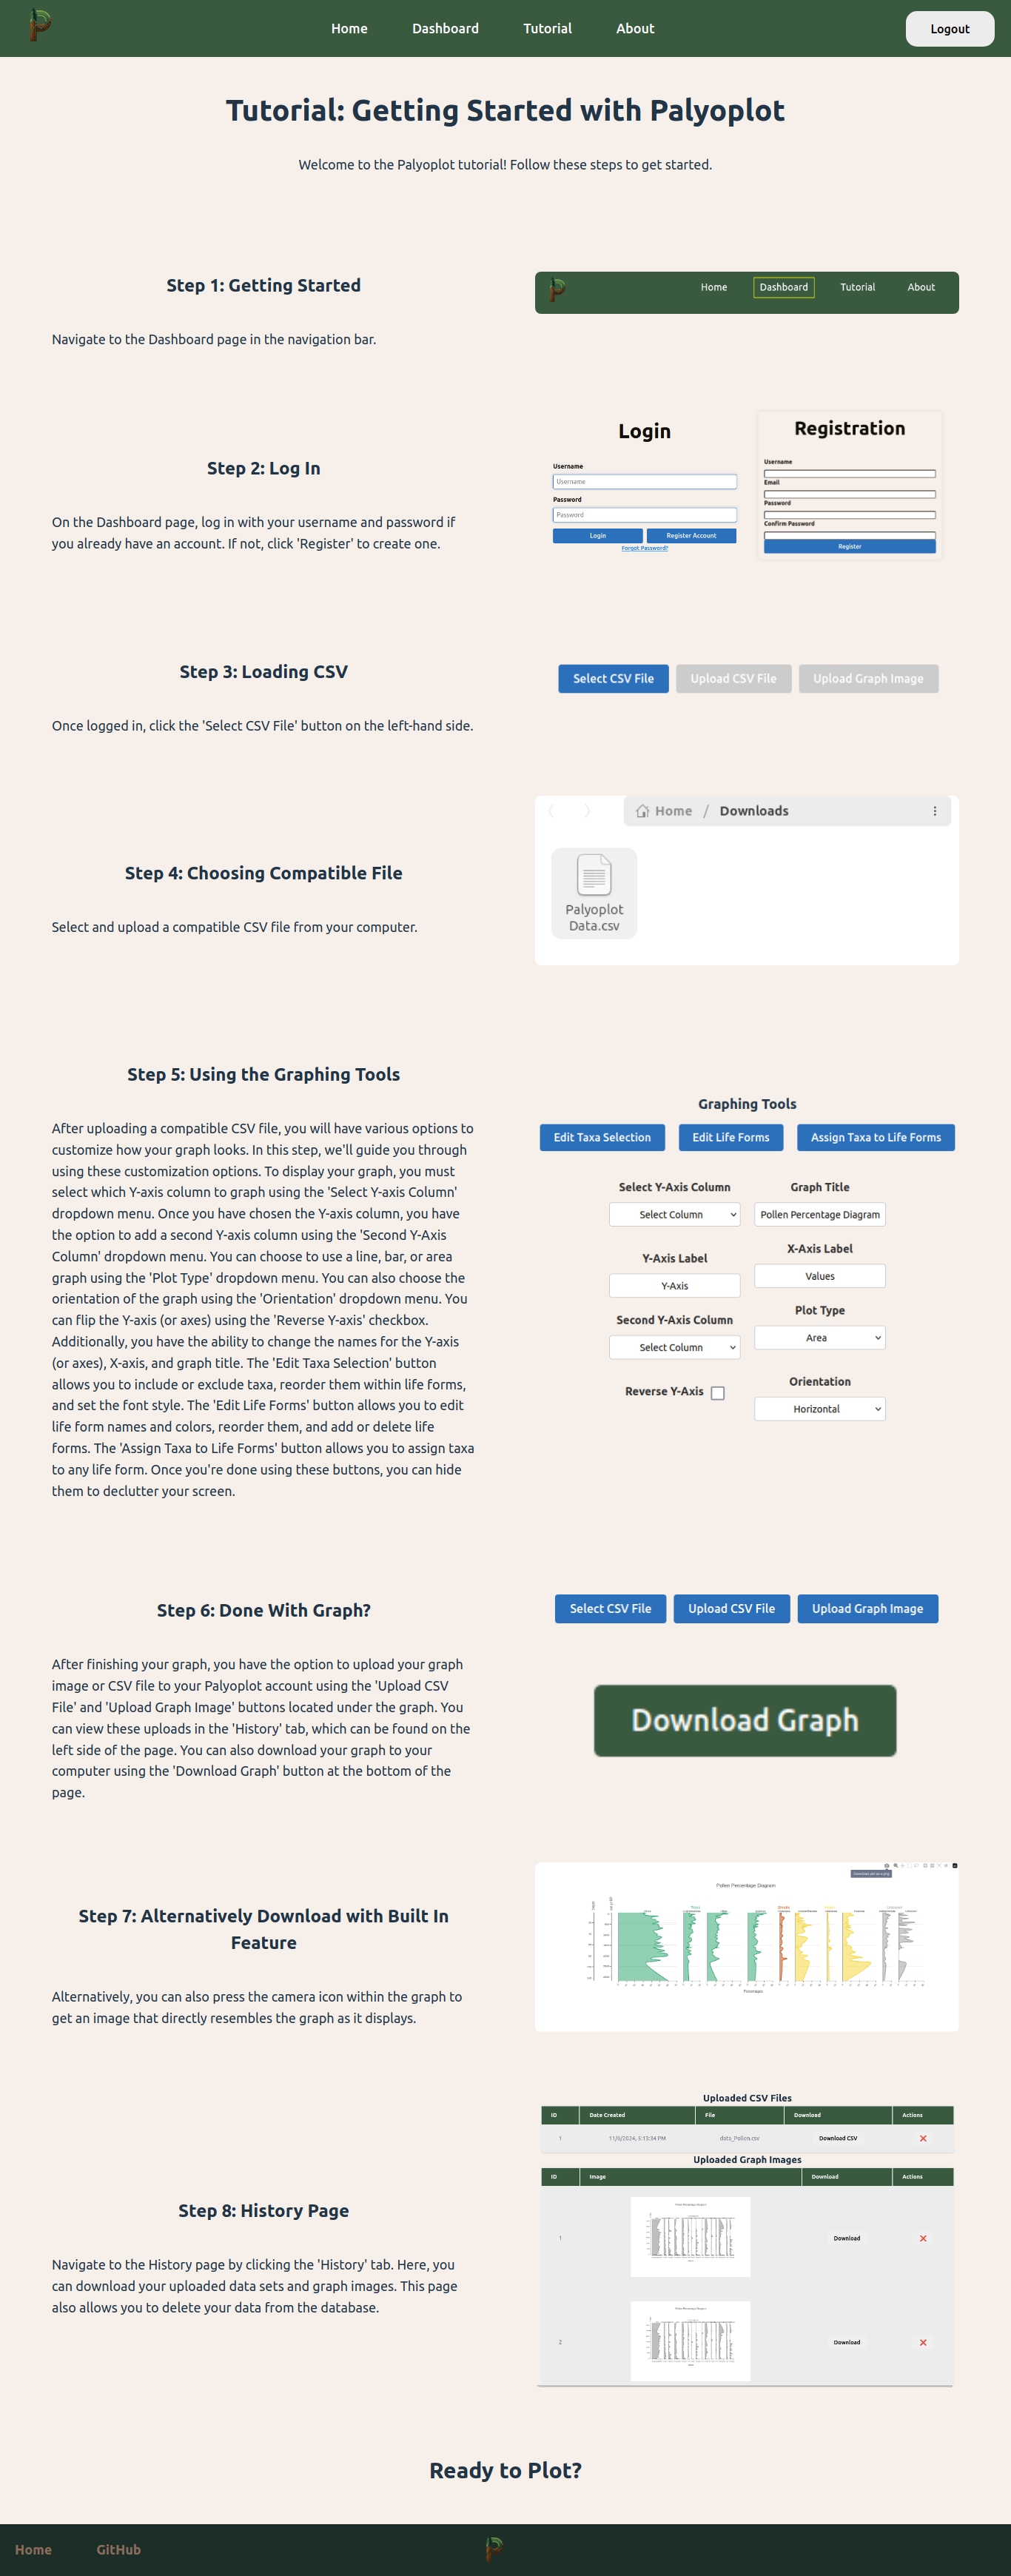 Home Dashboard Tutorial About Logout
Tutorial: Getting Started with Palyoplot
Welcome to the Palyoplot tutorial! Follow these steps to get started.
Step 1: Getting Started
Navigate to the Dashboard page in the navigation bar.
Home Dashboard Tutorial About
Step 2: Log In
On the Dashboard page, log in with your username and password if
you already have an account. If not, click 'Register' to create one.
Login
Username
Username
Password
Password
Login Register Account
Forgot Password?
Registration
Username
Email
Password
Confirm Password
Register
Step 3: Loading CSV
Once logged in, click the 'Select CSV File' button on the left-hand side.
Select CSV File Upload CSV File Upload Graph Image
Step 4: Choosing Compatible File
Select and upload a compatible CSV file from your computer.
Home / Downloads
Palyoplot
Data.csv
Step 5: Using the Graphing Tools
After uploading a compatible CSV file, you will have various options to
customize how your graph looks. In this step, we'll guide you through
using these customization options. To display your graph, you must
select which Y-axis column to graph using the 'Select Y-axis Column'
dropdown menu. Once you have chosen the Y-axis column, you have
the option to add a second Y-axis column using the 'Second Y-Axis
Column' dropdown menu. You can choose to use a line, bar, or area
graph using the 'Plot Type' dropdown menu. You can also choose the
orientation of the graph using the 'Orientation' dropdown menu. You
can flip the Y-axis (or axes) using the 'Reverse Y-axis' checkbox.
Additionally, you have the ability to change the names for the Y-axis
(or axes), X-axis, and graph title. The 'Edit Taxa Selection' button
allows you to include or exclude taxa, reorder them within life forms,
and set the font style. The 'Edit Life Forms' button allows you to edit
life form names and colors, reorder them, and add or delete life
forms. The 'Assign Taxa to Life Forms' button allows you to assign taxa
to any life form. Once you're done using these buttons, you can hide
them to declutter your screen.
Graphing Tools
Edit Taxa Selection Edit Life Forms Assign Taxa to Life Forms
Select Y-Axis Column
Select Column
Y-Axis Label
Y-Axis
Second Y-Axis Column
Select Column
Reverse Y-Axis
Graph Title
Pollen Percentage Diagram
X-Axis Label
Values
Plot Type
Area
Orientation
Horizontal
Step 6: Done With Graph?
After finishing your graph, you have the option to upload your graph
image or CSV file to your Palyoplot account using the 'Upload CSV
File' and 'Upload Graph Image' buttons located under the graph. You
can view these uploads in the 'History' tab, which can be found on the
left side of the page. You can also download your graph to your
computer using the 'Download Graph' button at the bottom of the
page.
Select CSV File Upload CSV File Upload Graph Image
Download Graph
Step 7: Alternatively Download with Built In
Feature
Alternatively, you can also press the camera icon within the graph to
get an image that directly resembles the graph as it displays.
Pollen Percentage Diagram
Percentages
Step 8: History Page
Navigate to the History page by clicking the 'History' tab. Here, you
can download your uploaded data sets and graph images. This page
also allows you to delete your data from the database.
Uploaded CSV Files
ID Date Created File Download Actions
1 11/6/2024, 5:13:34 PM data_Pollen.csv Download CSV
Uploaded Graph Images
ID Image Download Actions
1 Download
2 Download
Ready to Plot?
Home GitHub